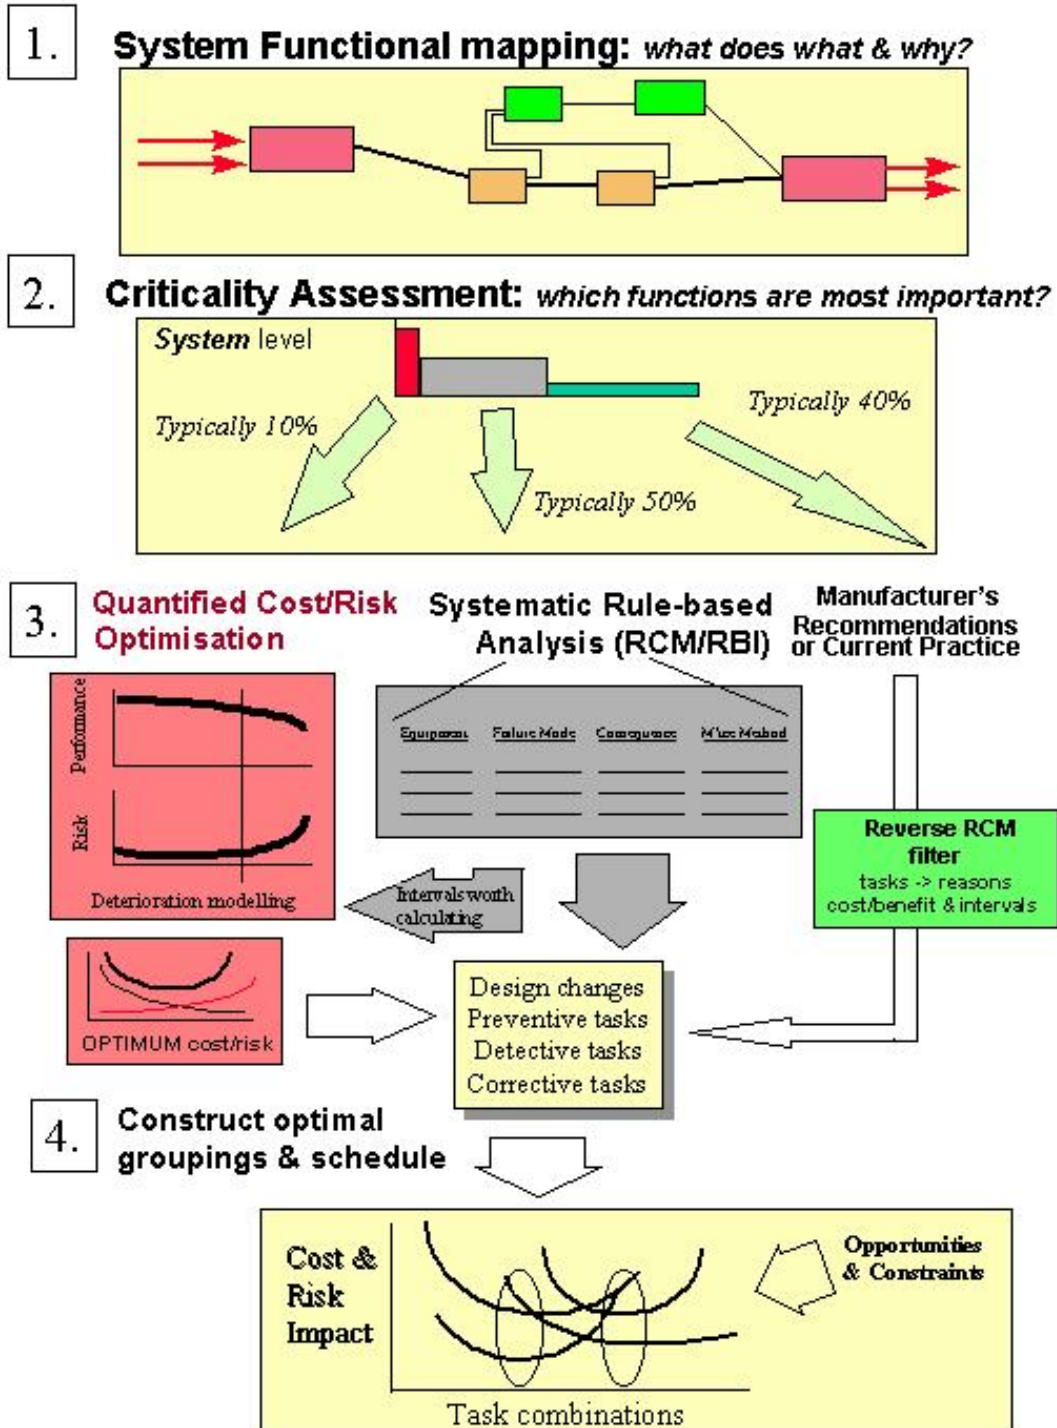 1.
System Functional mapping: what does what & why?
2.
Criticality Assessment: which functions are most important?
System level
Typically 10%
Typically 40%
Typically 50%
3.
Quantified Cost/Risk
Optimisation
Systematic Rule-based
Analysis (RCM/RBI)
Manufacturer's
Recommendations
or Current Practice
Performance
Risk
Deterioration modelling
Equipment Failure Mode Consequence M'tce Method
Intervals worth
calculating
Reverse RCM
filter
tasks -> reasons
cost/benefit & intervals
OPTIMUM cost/risk
Design changes
Preventive tasks
Detective tasks
Corrective tasks
4.
Construct optimal
groupings & schedule
Cost &
Risk
Impact
Opportunities
& Constraints
Task combinations